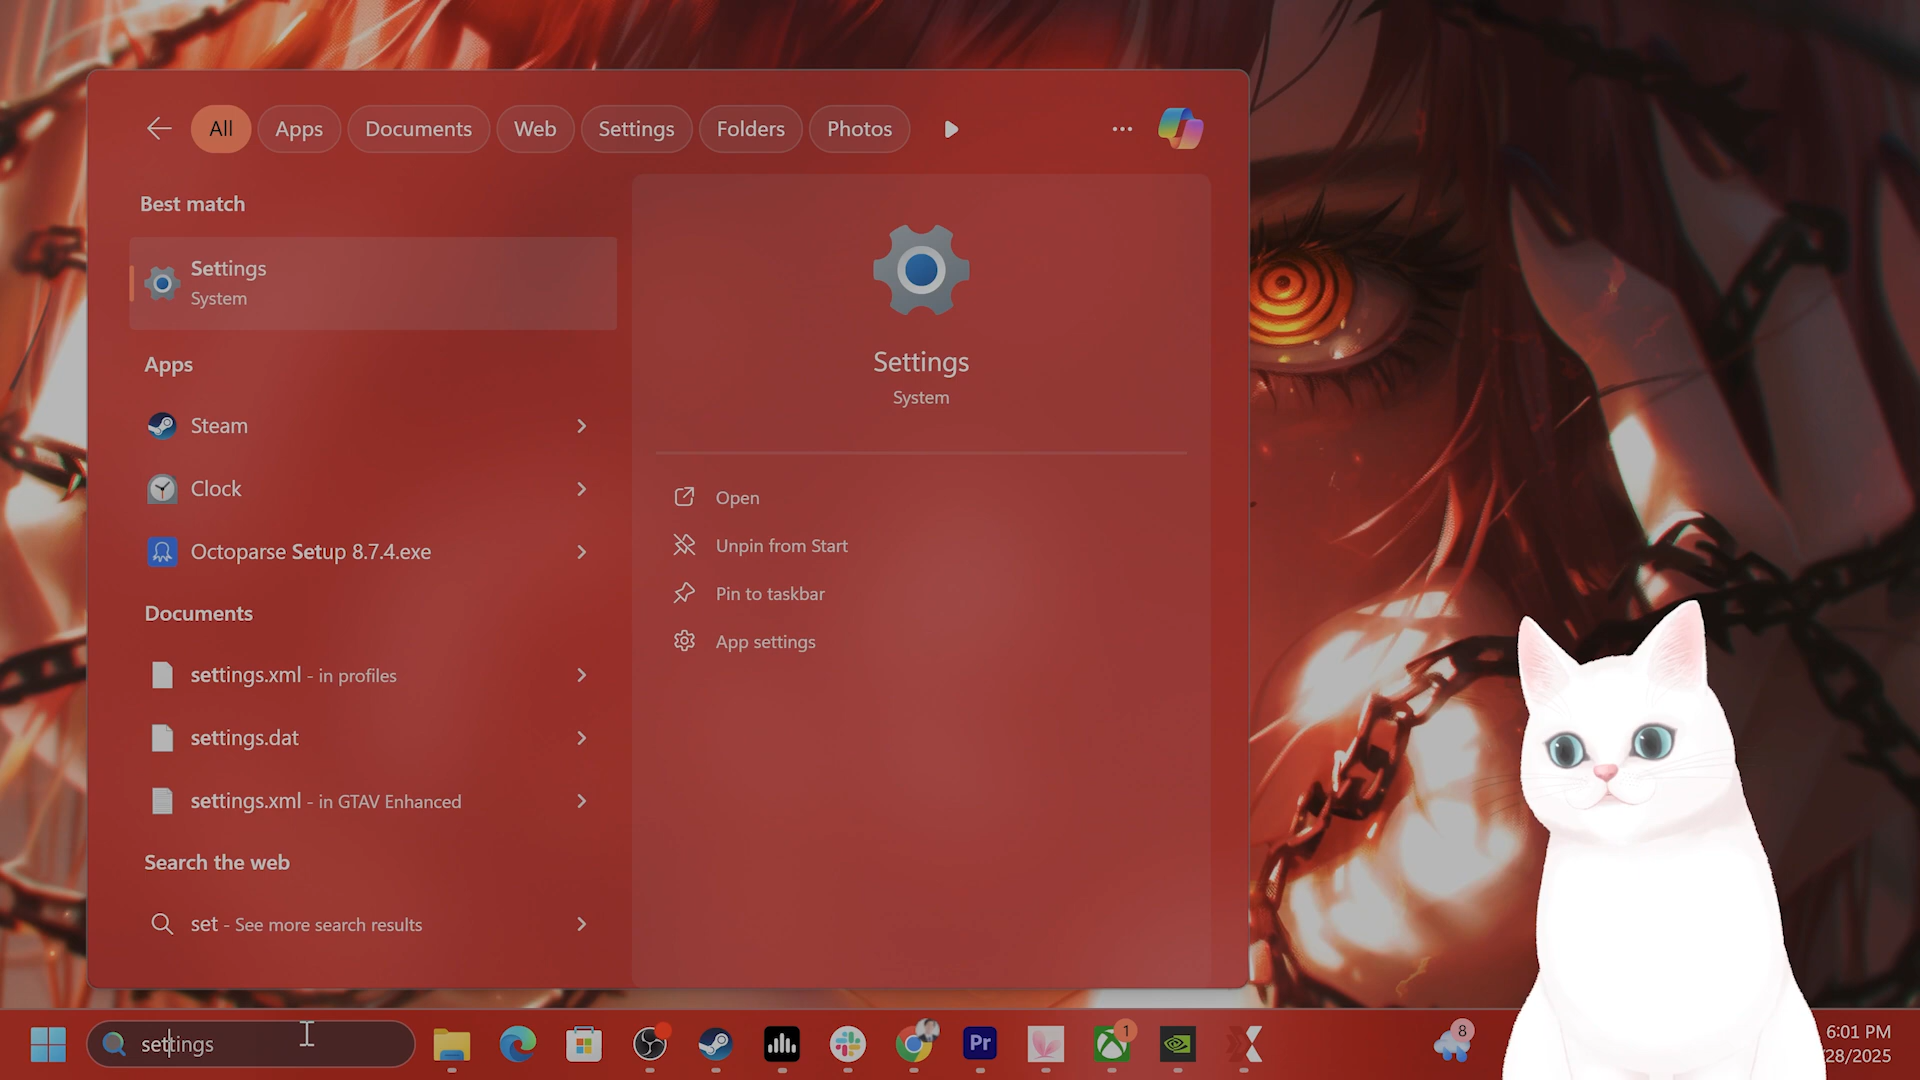 All
Apps
Documents
Web
Settings
Folders
Photos
Best match
Settings
System
Apps
Steam
Clock
Octoparse Setup 8.7.4.exe
Documents
settings.xml - in profiles
settings.dat
settings.xml - in GTAV Enhanced
Search the web
set - See more search results
Settings
System
Open
Unpin from Start
Pin to taskbar
App settings
settings
Pr
1
8
6:01 PM
28/2025